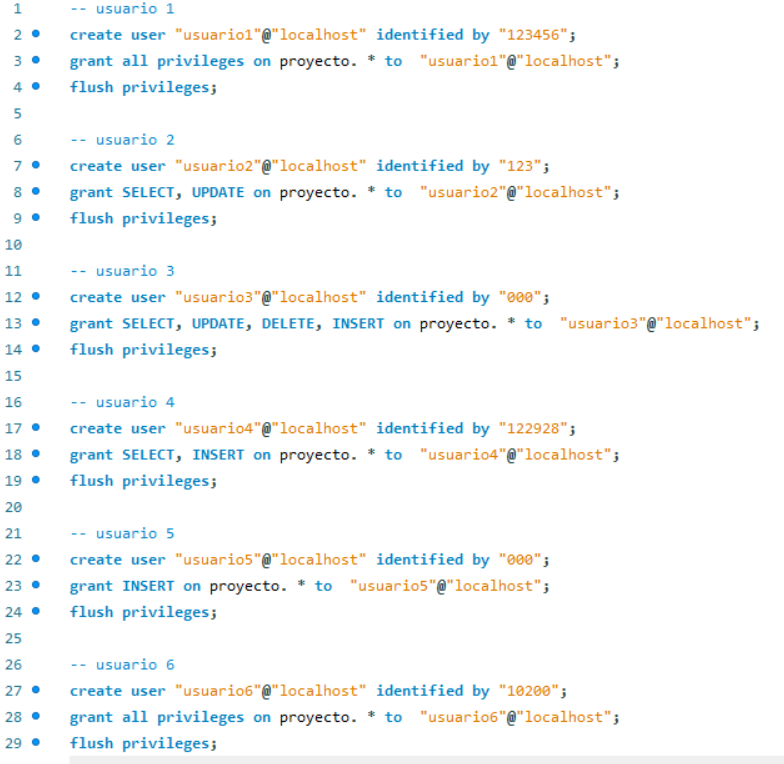 1 -- usuario 1
2 create user "usuario1"@"localhost" identified by "123456";
3 grant all privileges on proyecto. * to  "usuario1"@"localhost";
4 flush privileges;
5
6 -- usuario 2
7 create user "usuario2"@"localhost" identified by "123";
8 grant SELECT, UPDATE on proyecto. * to  "usuario2"@"localhost";
9 flush privileges;
10
11 -- usuario 3
12 create user "usuario3"@"localhost" identified by "000";
13 grant SELECT, UPDATE, DELETE, INSERT on proyecto. * to  "usuario3"@"localhost";
14 flush privileges;
15
16 -- usuario 4
17 create user "usuario4"@"localhost" identified by "122928";
18 grant SELECT, INSERT on proyecto. * to  "usuario4"@"localhost";
19 flush privileges;
20
21 -- usuario 5
22 create user "usuario5"@"localhost" identified by "000";
23 grant INSERT on proyecto. * to  "usuario5"@"localhost";
24 flush privileges;
25
26 -- usuario 6
27 create user "usuario6"@"localhost" identified by "10200";
28 grant all privileges on proyecto. * to  "usuario6"@"localhost";
29 flush privileges;